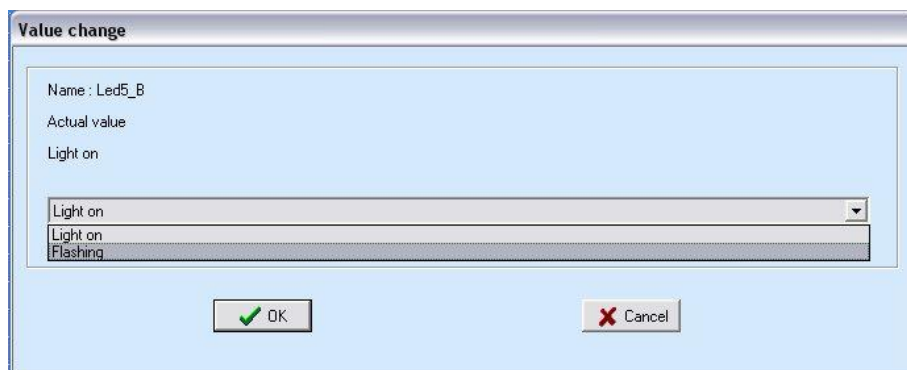 Value change
Name : Led5_B
Actual value
Light on
Light on
Light on
Flashing
OK
Cancel